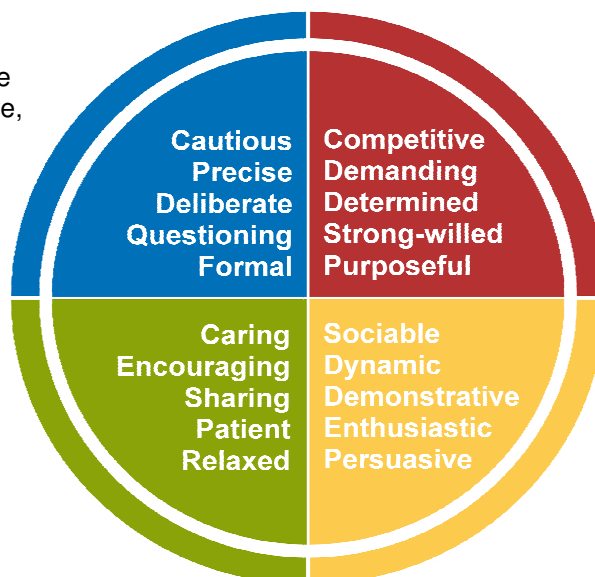 e
e,
Cautious
Precise
Deliberate
Questioning
Formal
Competitive
Demanding
Determined
Strong-willed
Purposeful
Caring
Encouraging
Sharing
Patient
Relaxed
Sociable
Dynamic
Demonstrative
Enthusiastic
Persuasive